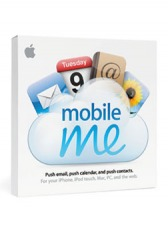 Tuesday
9
@
mobile
me
Push email, push calendar, and push contacts.
For your iPhone, iPod touch, Mac, PC, and the web.